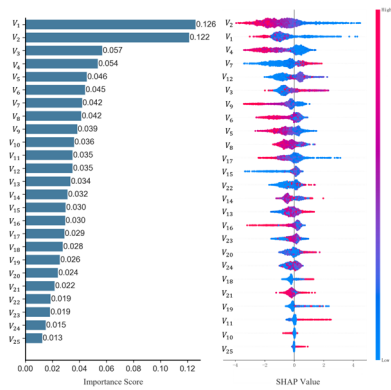 V1 0.126
V2 0.122
V3 0.057
V4 0.054
V5 0.046
V6 0.045
V7 0.042
V8 0.042
V9 0.039
V10 0.036
V11 0.035
V12 0.035
V13 0.034
V14 0.032
V15 0.030
V16 0.030
V17 0.029
V18 0.028
V19 0.026
V20 0.024
V21 0.022
V22 0.019
V23 0.019
V24 0.015
V25 0.013
0.00 0.02 0.04 0.06 0.08 0.10 0.12
Importance Score
High
V2
V1
V4
V7
V12
V3
V9
V6
V5
V8
V17
V15
V22
V14
V13
V16
V23
V20
V24
V18
V21
V19
V11
V10
V25
Low
−4 −2 0 2 4
SHAP Value